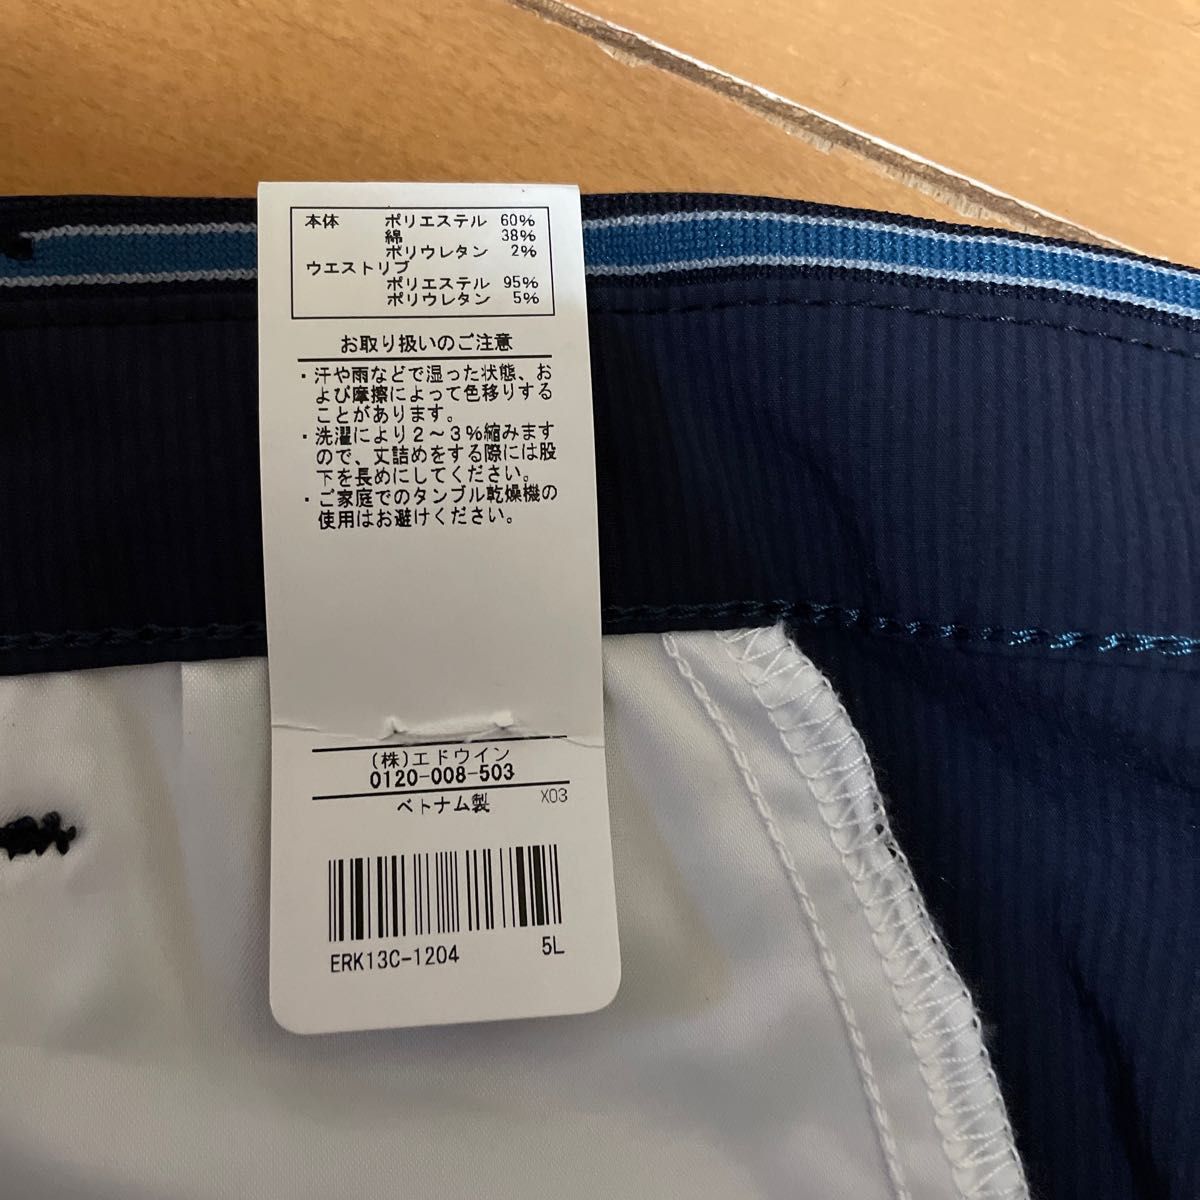 本体 ポリエステル 60%
綿 38%
ポリウレタン 2%
ウエストリブ
ポリエステル 95%
ポリウレタン 5%
お取り扱いのご注意
・汗や雨などで湿った状態、お
よび摩擦によって色移りする
ことがあります。
・洗濯により2～3%縮みます
ので、丈詰めをする際には股
下を長めにしてください。
・ご家庭でのタンブル乾燥機の
使用はお避けください。
(株)エドウイン
0120-008-503
ベトナム製 X03
ERK13C-1204 5L